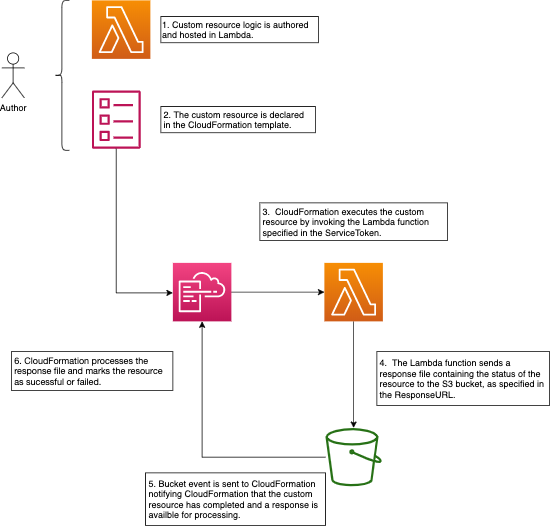 1. Custom resource logic is authored
and hosted in Lambda.
Author
2. The custom resource is declared
in the CloudFormation template.
3. CloudFormation executes the custom
resource by invoking the Lambda function
specified in the ServiceToken.
6. CloudFormation processes the
response file and marks the resource
as sucessful or failed.
4. The Lambda function sends a
response file containing the status of the
resource to the S3 bucket, as specified in
the ResponseURL.
5. Bucket event is sent to CloudFormation
notifying CloudFormation that the custom
resource has completed and a response is
availble for processing.